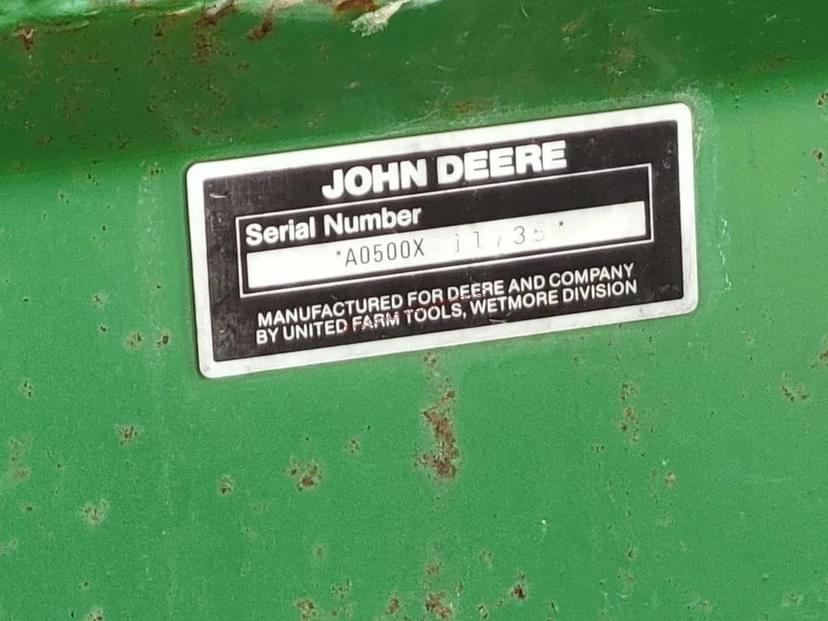 JOHN DEERE
Serial Number
*A0500X
MANUFACTURED FOR DEERE AND COMPANY
BY UNITED FARM TOOLS, WETMORE DIVISION